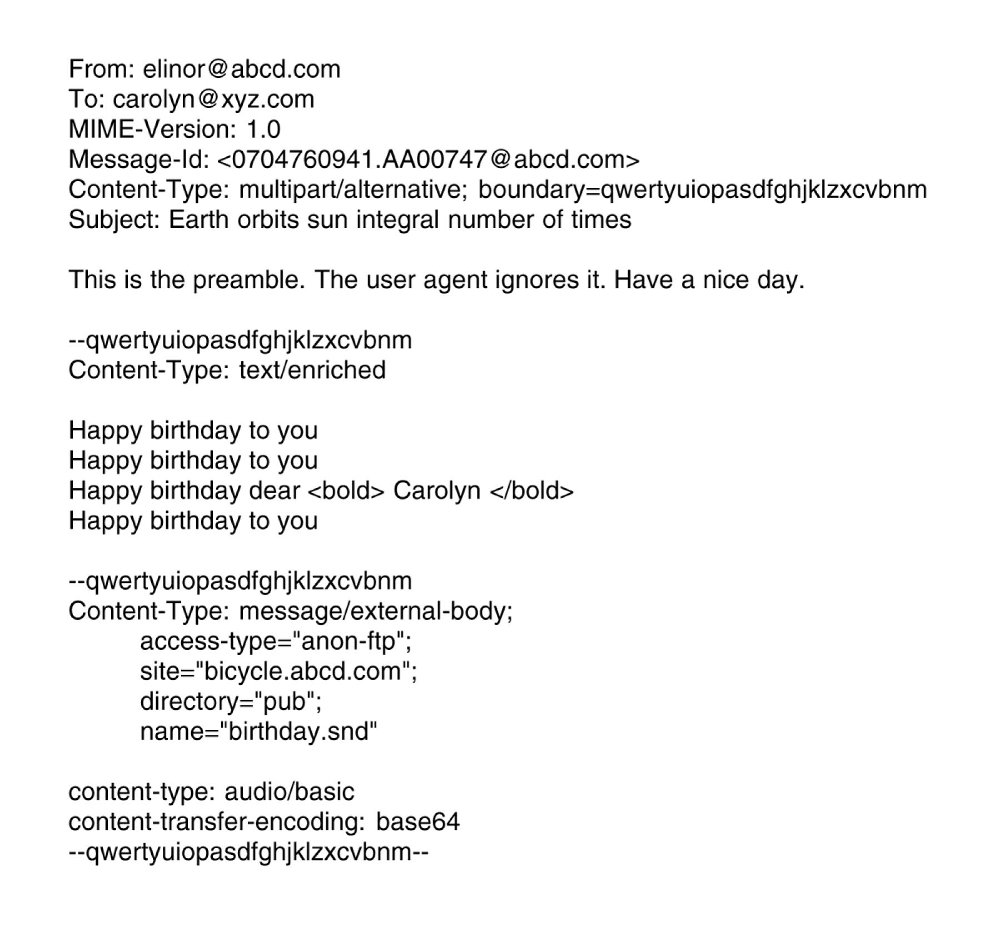 From: elinor@abcd.com
To: carolyn@xyz.com
MIME-Version: 1.0
Message-Id: <0704760941.AA00747@abcd.com>
Content-Type: multipart/alternative; boundary=qwertyuiopasdfghjklzxcvbnm
Subject: Earth orbits sun integral number of times
This is the preamble. The user agent ignores it. Have a nice day.
--qwertyuiopasdfghjklzxcvbnm
Content-Type: text/enriched
Happy birthday to you
Happy birthday to you
Happy birthday dear <bold> Carolyn </bold>
Happy birthday to you
--qwertyuiopasdfghjklzxcvbnm
Content-Type: message/external-body;
access-type="anon-ftp";
site="bicycle.abcd.com";
directory="pub";
name="birthday.snd"
content-type: audio/basic
content-transfer-encoding: base64
--qwertyuiopasdfghjklzxcvbnm--